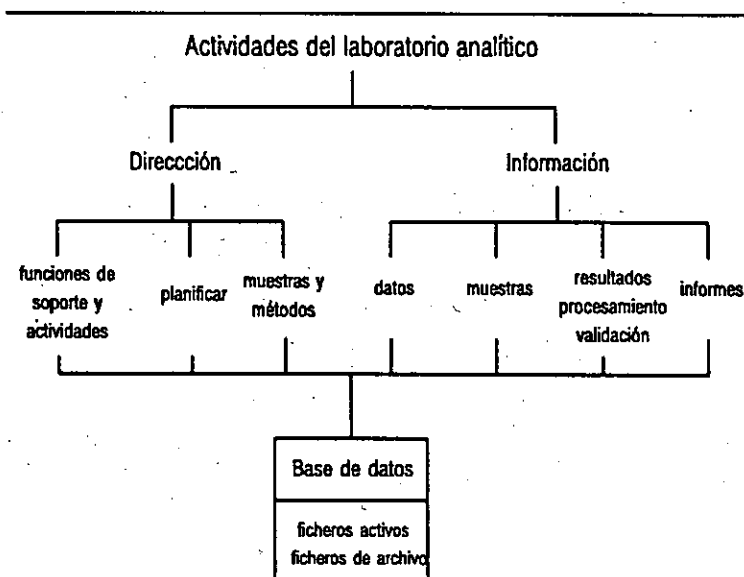 Actividades del laboratorio analítico
Direccción
Información
funciones de
soporte y
actividades
planificar
muestras y
métodos
datos
muestras
resultados
procesamiento
validación
informes
Base de datos
ficheros activos
ficheros de archivo